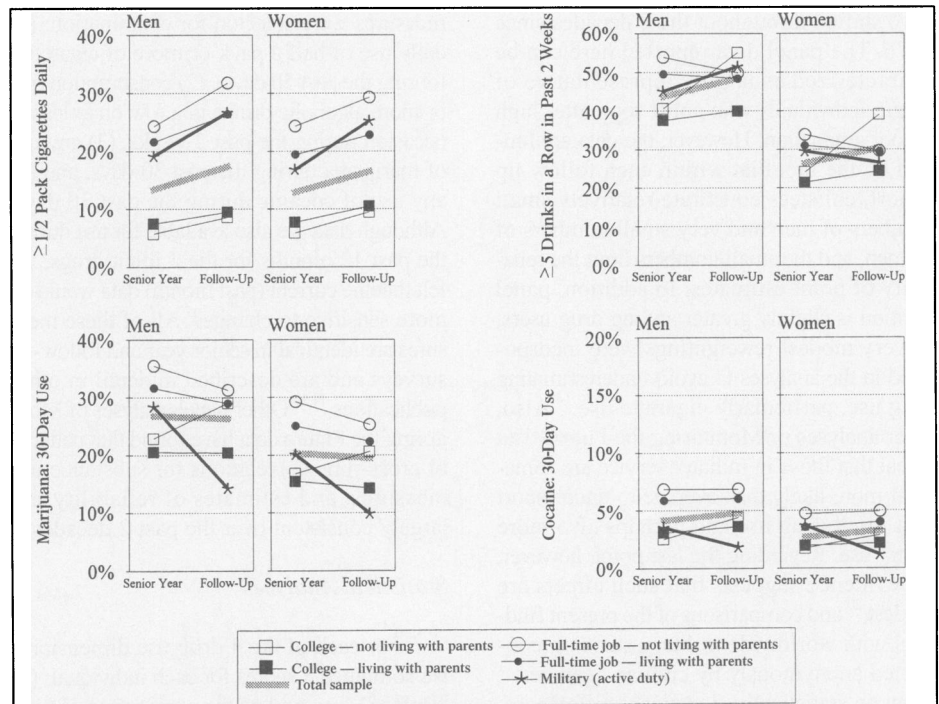 Men Women
≥1/2 Pack Cigarettes Daily
40%
30%
20%
10%
0%
Senior Year Follow-Up Senior Year Follow-Up
Men Women
≥ 5 Drinks in a Row in Past 2 Weeks
60%
50%
40%
30%
20%
10%
0%
Senior Year Follow-Up Senior Year Follow-Up
Men Women
Marijuana: 30-Day Use
40%
30%
20%
10%
0%
Senior Year Follow-Up Senior Year Follow-Up
Men Women
Cocaine: 30-Day Use
20%
15%
10%
5%
0%
Senior Year Follow-Up Senior Year Follow-Up
College — not living with parents Full-time job — not living with parents
College — living with parents Full-time job — living with parents
Total sample Military (active duty)